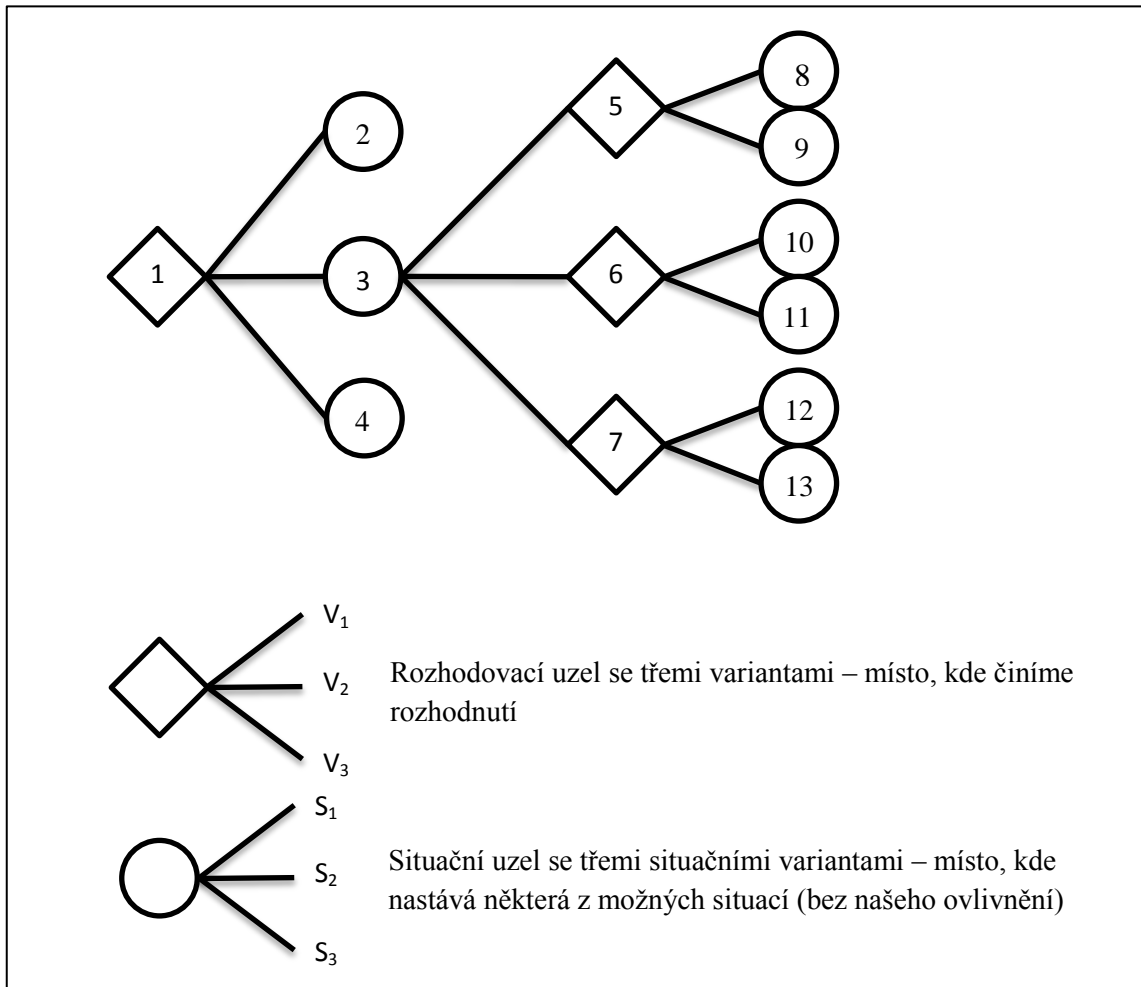 1
2
3
4
5
6
7
8
9
10
11
12
13
V₁
V₂
V₃
Rozhodovací uzel se třemi variantami – místo, kde činíme
rozhodnutí
S₁
S₂
S₃
Situační uzel se třemi situačními variantami – místo, kde
nastává některá z možných situací (bez našeho ovlivnění)